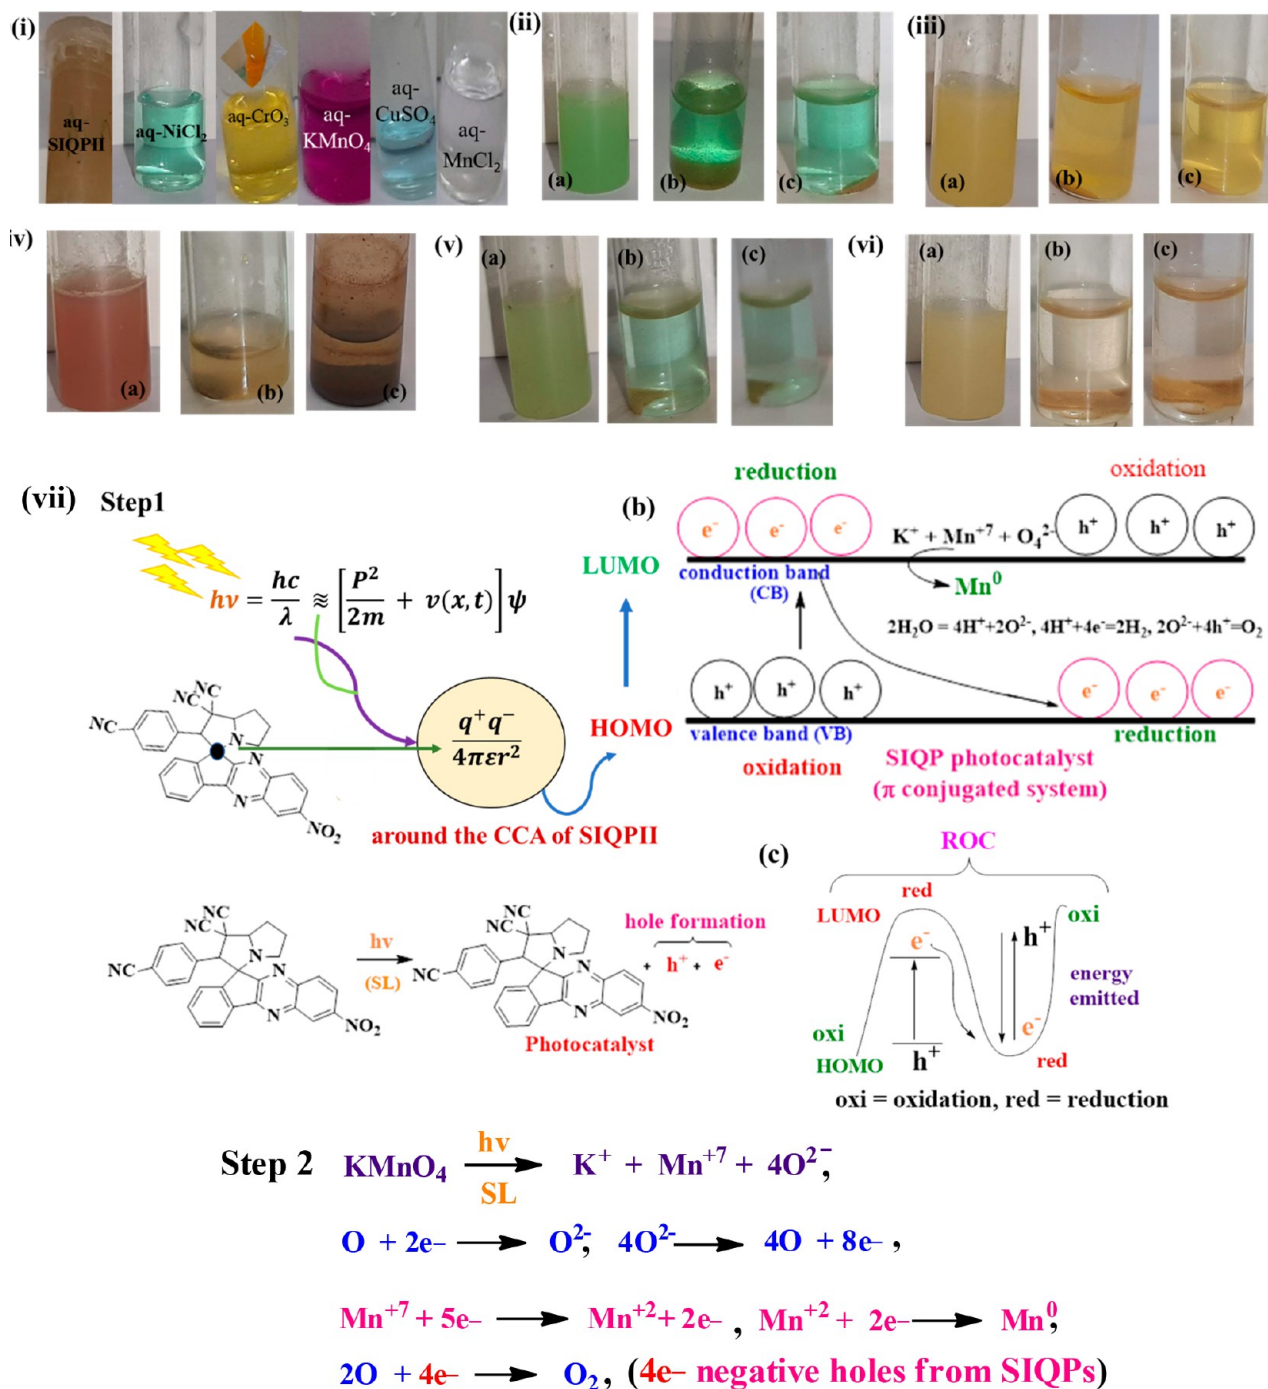 (i)
aq-
SIQPII
aq-NiCl₂
aq-CrO₃
aq-
KMnO₄
aq-
CuSO₄
aq-
MnCl₂
(ii)
(a)
(b)
(c)
(iii)
(a)
(b)
(c)
iv)
(a)
(b)
(c)
(v)
(a)
(b)
(c)
(vi)
(a)
(b)
(c)
(vii) Step1
hν = hc/λ ≈ [P²/2m + v(x,t)]ψ
NC
NC
NC
N
N
N
NO₂
q⁺q⁻/4πεr²
around the CCA of SIQPII
LUMO
HOMO
(b)
reduction
oxidation
e⁻ e⁻ e⁻
h⁺ h⁺ h⁺
K⁺ + Mn⁺⁷ + O₄²⁻
conduction band
(CB)
Mn⁰
2H₂O = 4H⁺+2O²⁻, 4H⁺+4e⁻=2H₂, 2O²⁻+4h⁺=O₂
h⁺ h⁺ h⁺
e⁻ e⁻ e⁻
valence band (VB)
oxidation
reduction
SIQP photocatalyst
(π conjugated system)
NC
NC
NC
N
N
N
NO₂
hν
(SL)
NC
NC
NC
N
N
N
NO₂
Photocatalyst
hole formation
+ h⁺ + e⁻
(c)
ROC
red
LUMO
oxi
e⁻
h⁺
energy
emitted
oxi
HOMO
h⁺
e⁻
red
oxi = oxidation, red = reduction
Step 2 KMnO₄ hν SL K⁺ + Mn⁺⁷ + 4O²⁻,
O + 2e– → O²⁻, 4O²⁻ → 4O + 8e–,
Mn⁺⁷ + 5e– → Mn⁺² + 2e–, Mn⁺² + 2e– → Mn⁰,
2O + 4e– → O₂, (4e– negative holes from SIQPs)